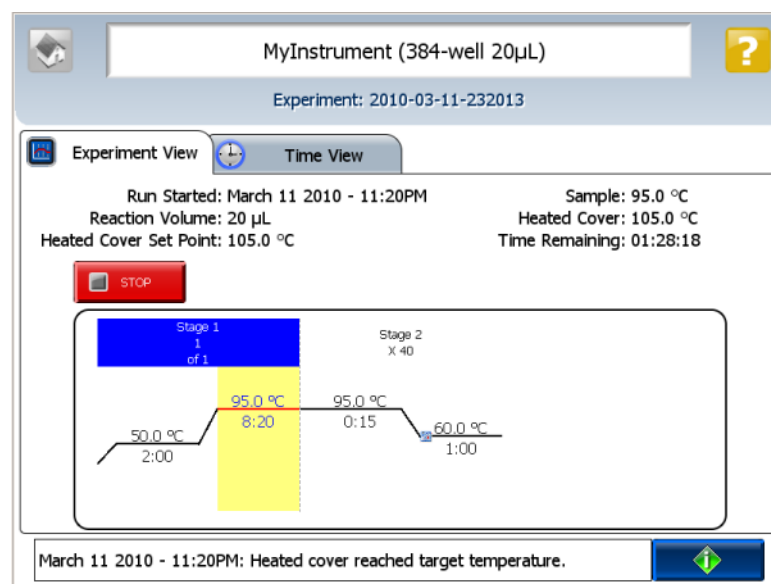 MyInstrument (384-well 20µL)
?
Experiment: 2010-03-11-232013
Experiment View
Time View
Run Started: March 11 2010 - 11:20PM
Reaction Volume: 20 µL
Heated Cover Set Point: 105.0 °C
Sample: 95.0 °C
Heated Cover: 105.0 °C
Time Remaining: 01:28:18
STOP
Stage 1
1
of 1
Stage 2
X 40
50.0 °C
2:00
95.0 °C
8:20
95.0 °C
0:15
60.0 °C
1:00
March 11 2010 - 11:20PM: Heated cover reached target temperature.
i